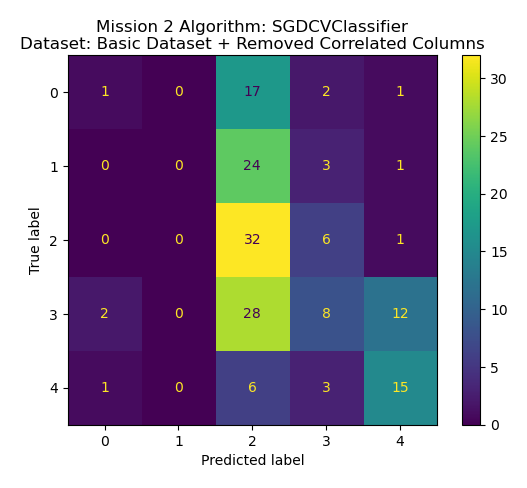 Mission 2 Algorithm: SGDCVClassifier
Dataset: Basic Dataset + Removed Correlated Columns
True label
0 1 0 17 2 1
1 0 0 24 3 1
2 0 0 32 6 1
3 2 0 28 8 12
4 1 0 6 3 15
0 1 2 3 4
Predicted label
30
25
20
15
10
5
0